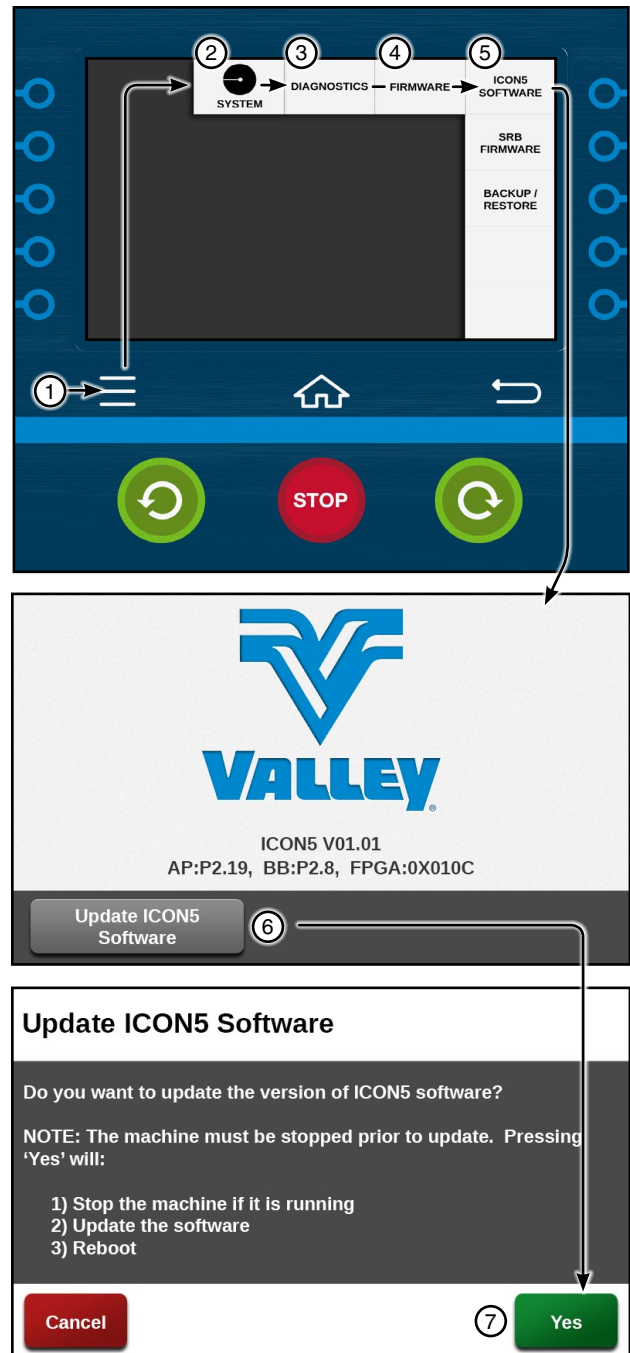 2
3
4
5
SYSTEM
DIAGNOSTICS
FIRMWARE
ICON5
SOFTWARE
SRB
FIRMWARE
BACKUP /
RESTORE
1
STOP
VALLEY®
ICON5 V01.01
AP:P2.19, BB:P2.8, FPGA:0X010C
Update ICON5
Software
6
Update ICON5 Software
Do you want to update the version of ICON5 software?
NOTE: The machine must be stopped prior to update. Pressing
‘Yes’ will:
1) Stop the machine if it is running
2) Update the software
3) Reboot
Cancel
7
Yes